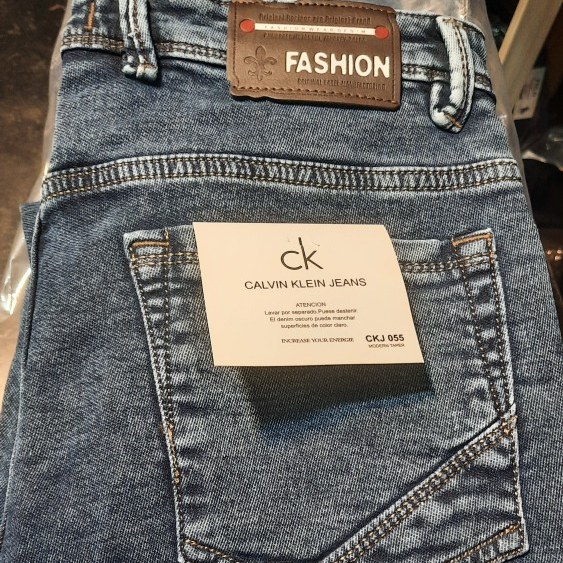 FASHION
ck
CALVIN KLEIN JEANS
ATENCION
Lavar por separado.Puesa destenir.
El denim oscuro puede manchar
superficies de color claro.
INCREASE YOUR ENERGIE
CKJ 055
MODERN TAPER